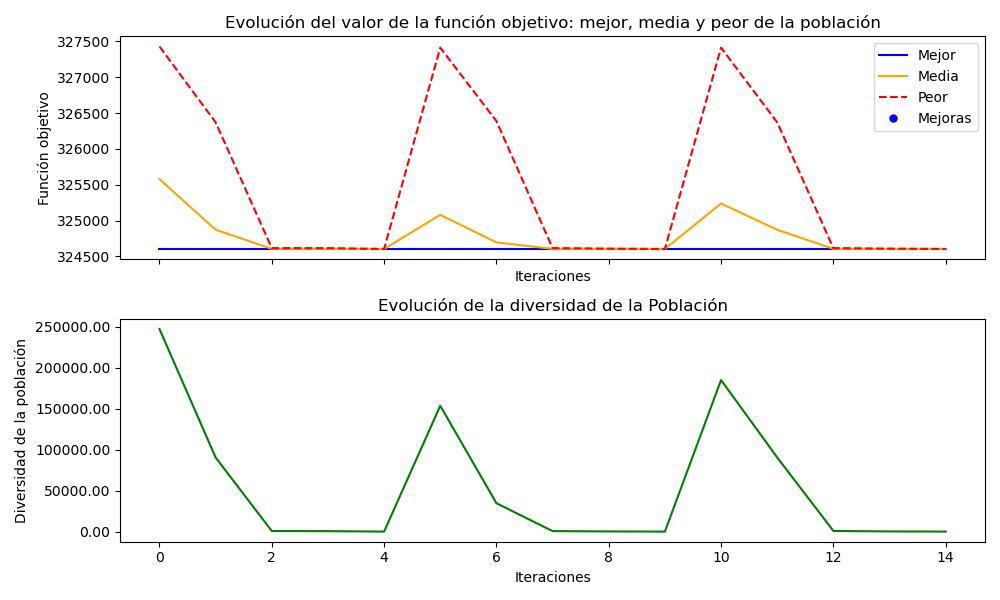 Evolución del valor de la función objetivo: mejor, media y peor de la población
327500
327000
326500
326000
325500
325000
324500
Función objetivo
Mejor
Media
Peor
Mejoras
Iteraciones
Evolución de la diversidad de la Población
250000.00
200000.00
150000.00
100000.00
50000.00
0.00
Diversidad de la población
0 2 4 6 8 10 12 14
Iteraciones